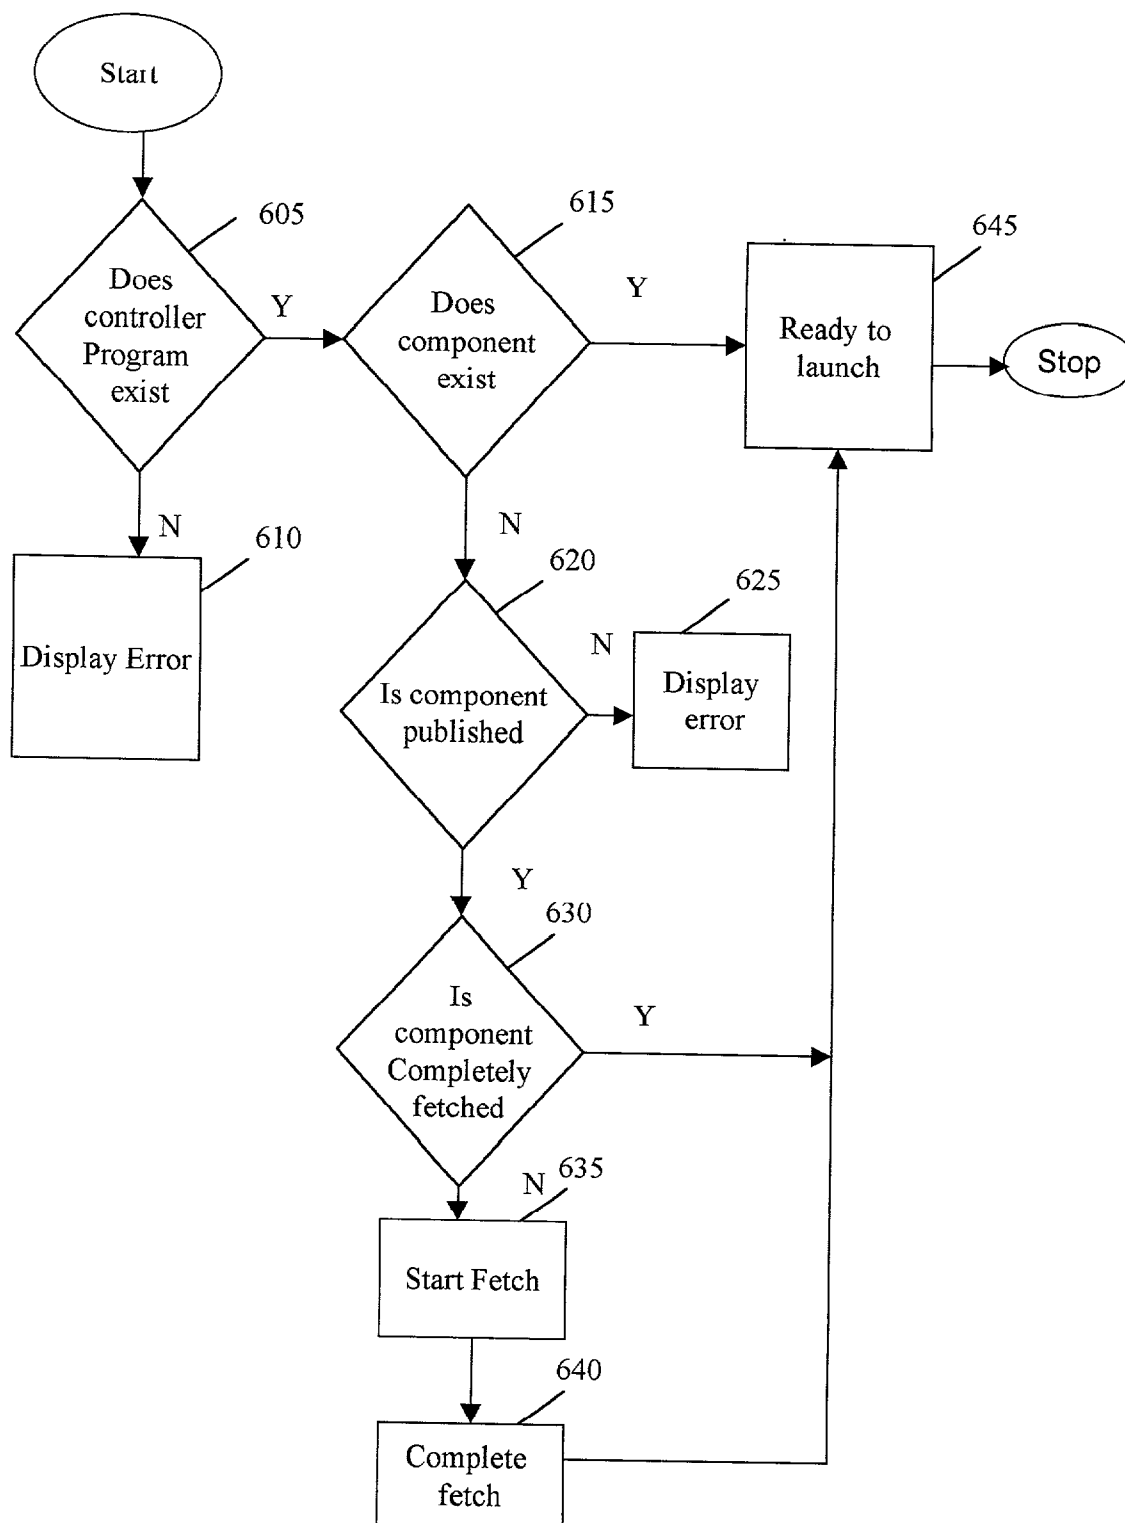 Start
605
615
645
Does
controller
Program
exist
Y
Does
component
exist
Y
Ready to
launch
Stop
N
610
Display Error
N
620
625
Is component
published
N
Display
error
Y
630
Is
component
Completely
fetched
Y
N
635
Start Fetch
640
Complete
fetch